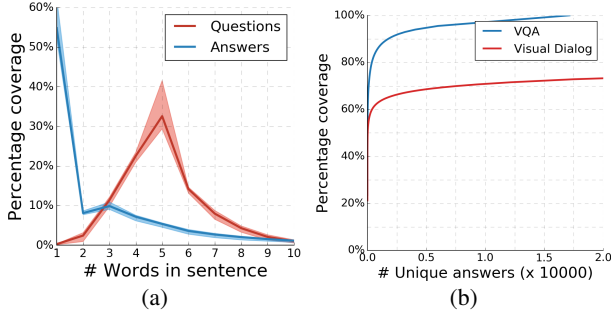 60%
50%
40%
30%
20%
10%
0%
Percentage coverage
Questions
Answers
1 2 3 4 5 6 7 8 9 10
# Words in sentence
(a)
100%
80%
60%
40%
20%
0%
Percentage coverage
VQA
Visual Dialog
0.0 0.5 1.0 1.5 2.0
# Unique answers (x 10000)
(b)